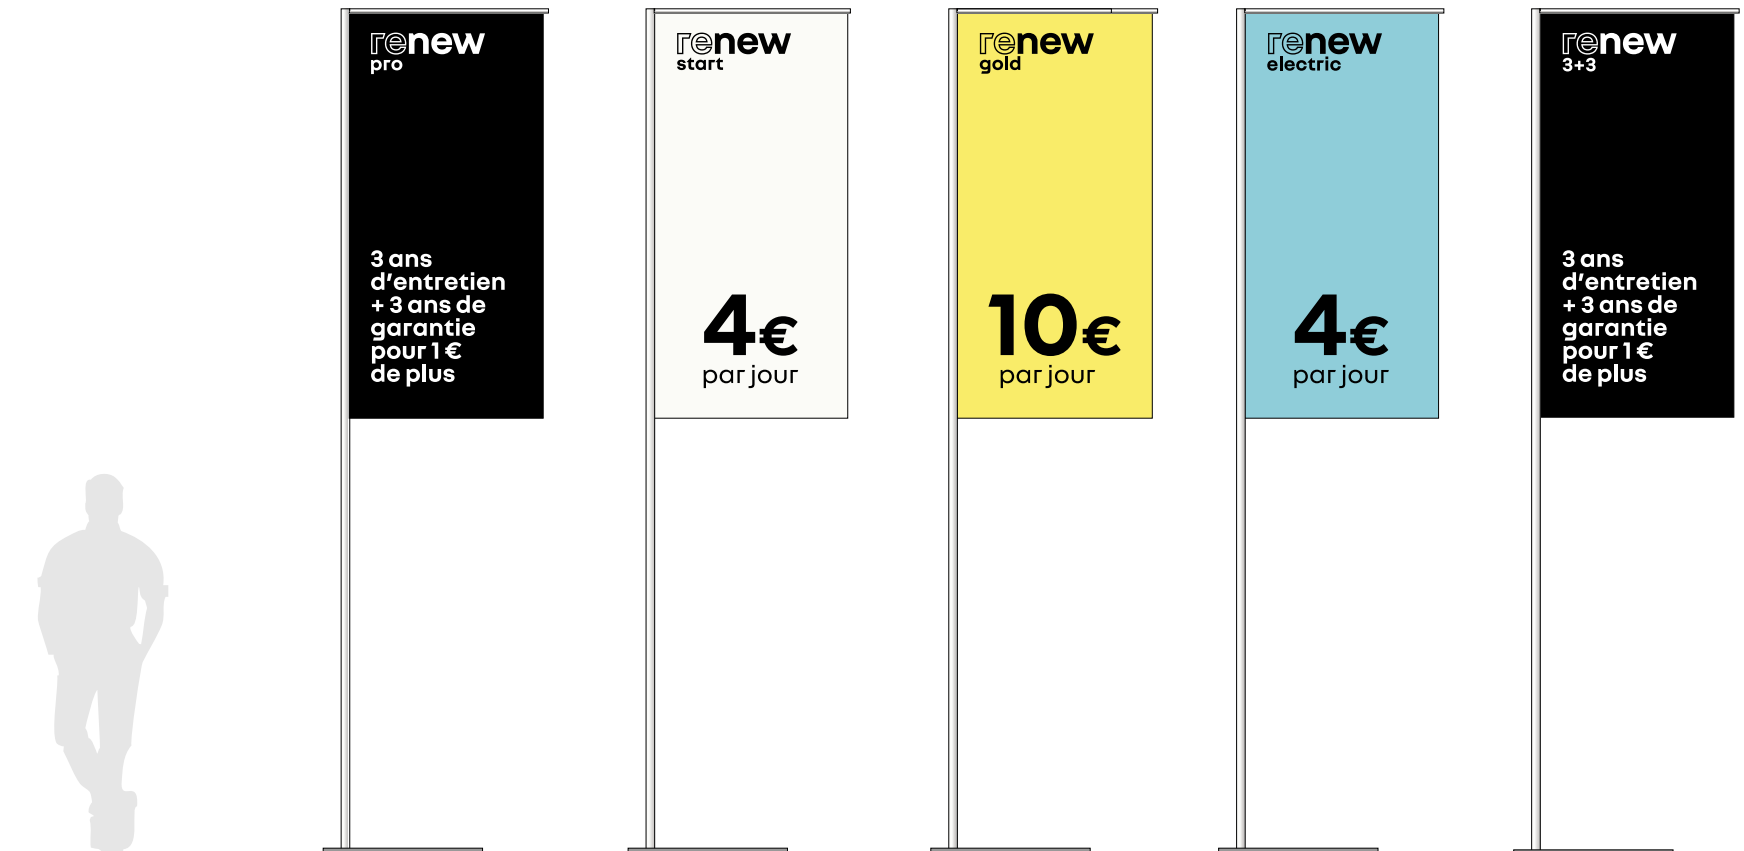 renew
pro
3 ans
d'entretien
+ 3 ans de
garantie
pour 1 €
de plus
renew
start
4€
par jour
renew
gold
10€
par jour
renew
electric
4€
par jour
renew
3+3
3 ans
d'entretien
+ 3 ans de
garantie
pour 1 €
de plus